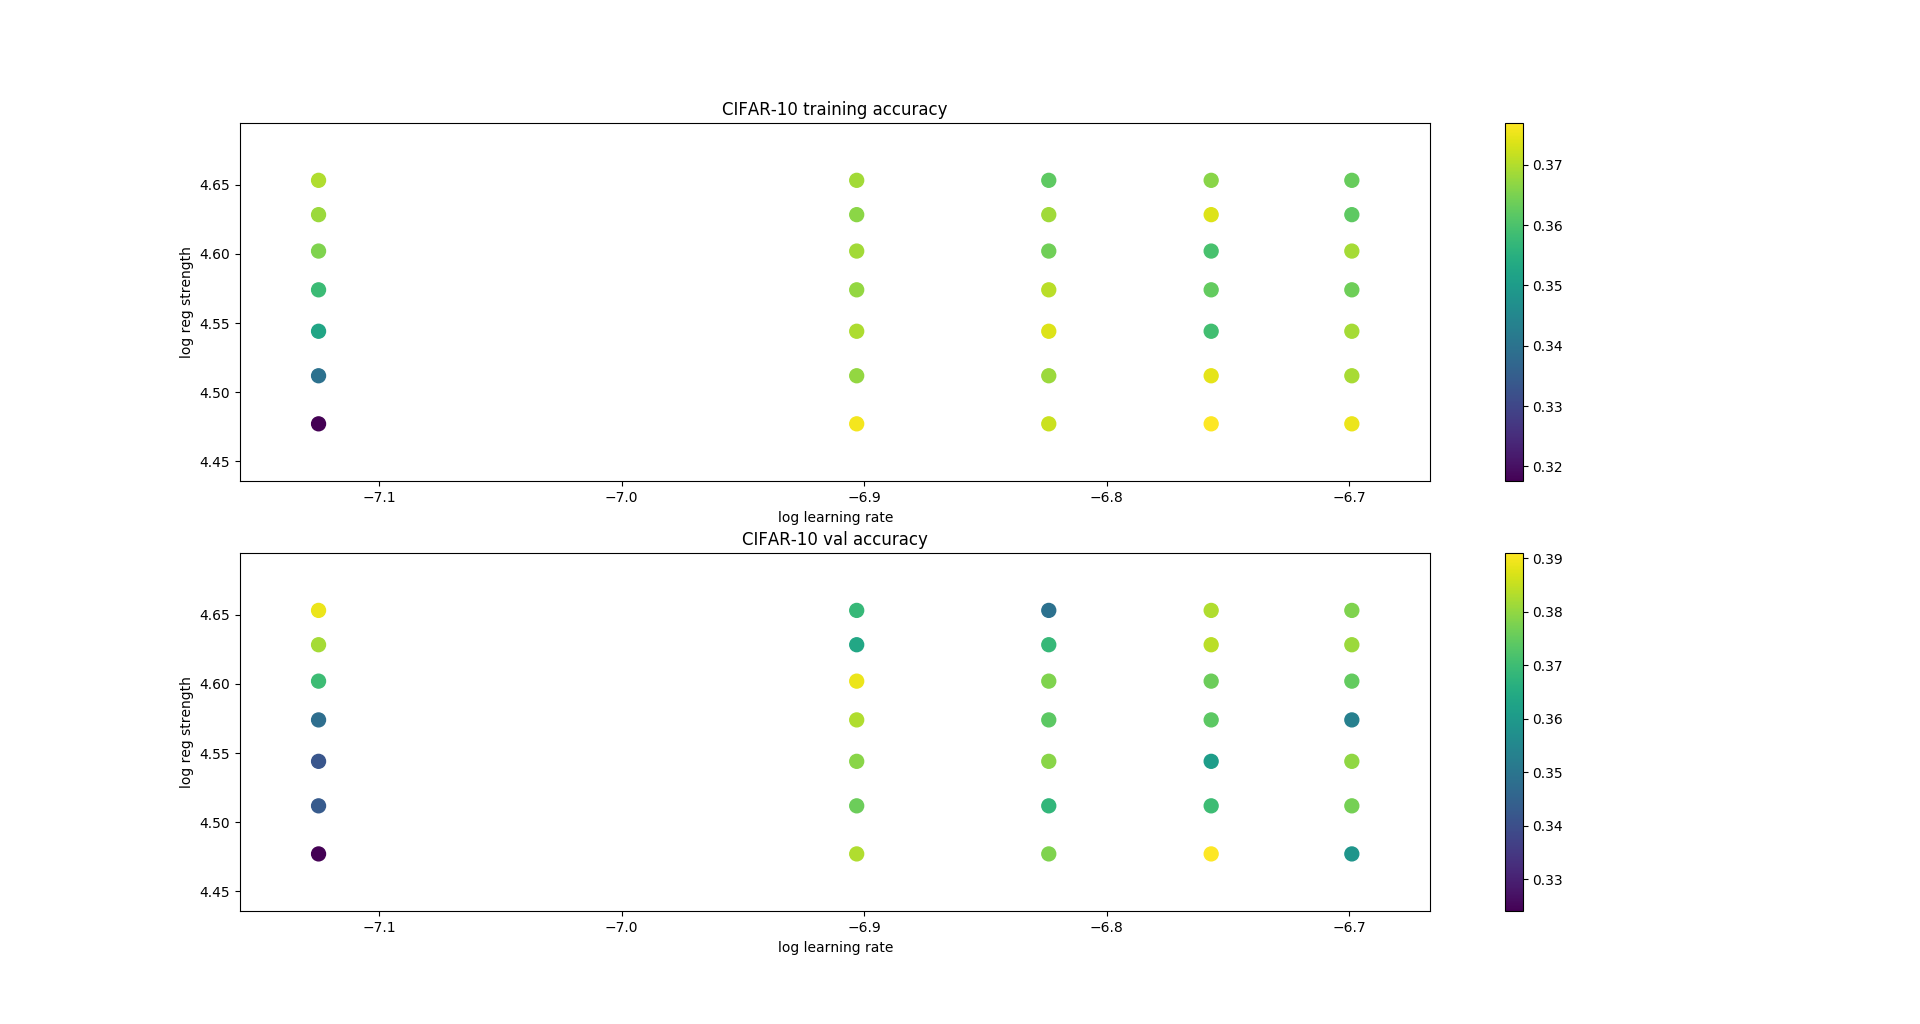 CIFAR-10 training accuracy
4.65
4.60
4.55
4.50
4.45
log reg strength
−7.1 −7.0 −6.9 −6.8 −6.7
log learning rate
0.37
0.36
0.35
0.34
0.33
0.32
CIFAR-10 val accuracy
4.65
4.60
4.55
4.50
4.45
log reg strength
−7.1 −7.0 −6.9 −6.8 −6.7
log learning rate
0.39
0.38
0.37
0.36
0.35
0.34
0.33